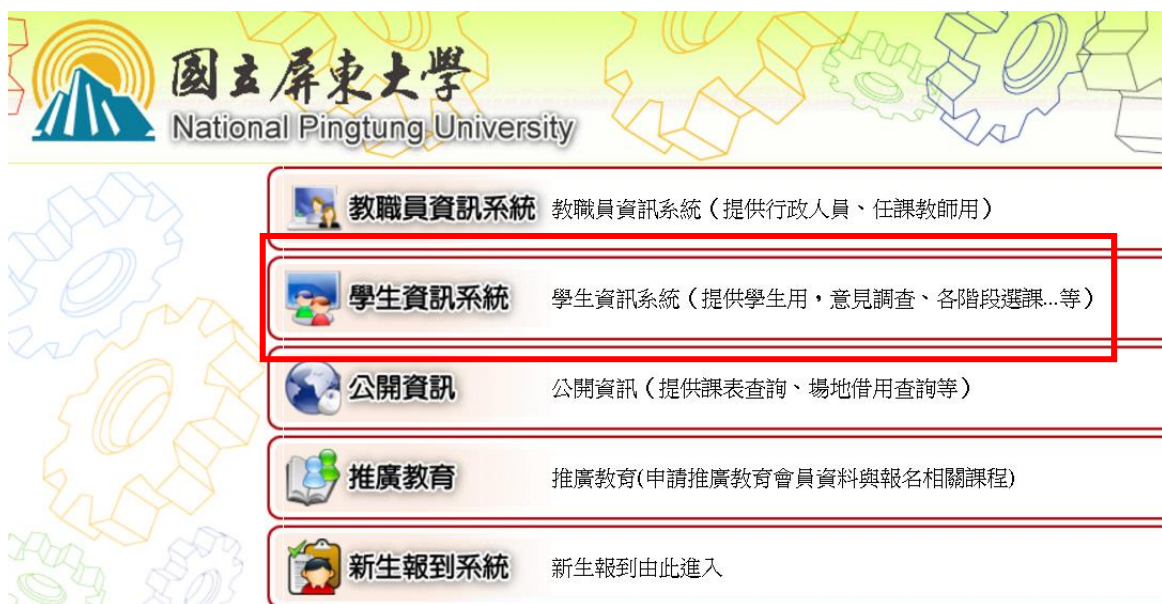 國立屏東大學
National Pingtung University
教職員資訊系統 教職員資訊系統（提供行政人員、任課教師用）
學生資訊系統 學生資訊系統（提供學生用，意見調查、各階段選課...等）
公開資訊 公開資訊（提供課表查詢、場地借用查詢等）
推廣教育 推廣教育(申請推廣教育會員資料與報名相關課程)
新生報到系統 新生報到由此進入